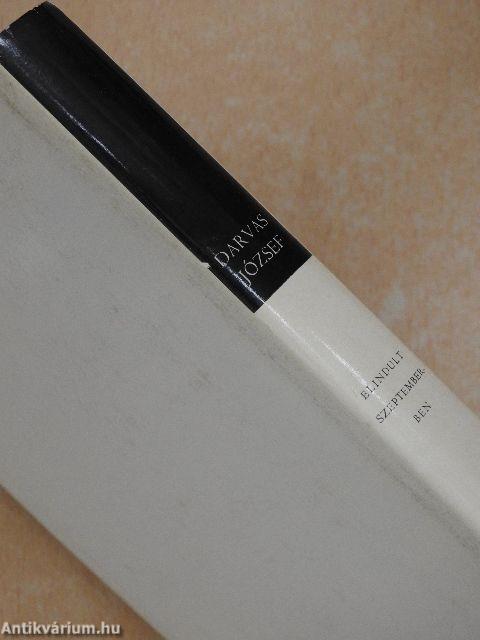 DARVAS
JÓZSEF
ELINDULT
SZEPTEMBER-
BEN
Antikvárium.hu